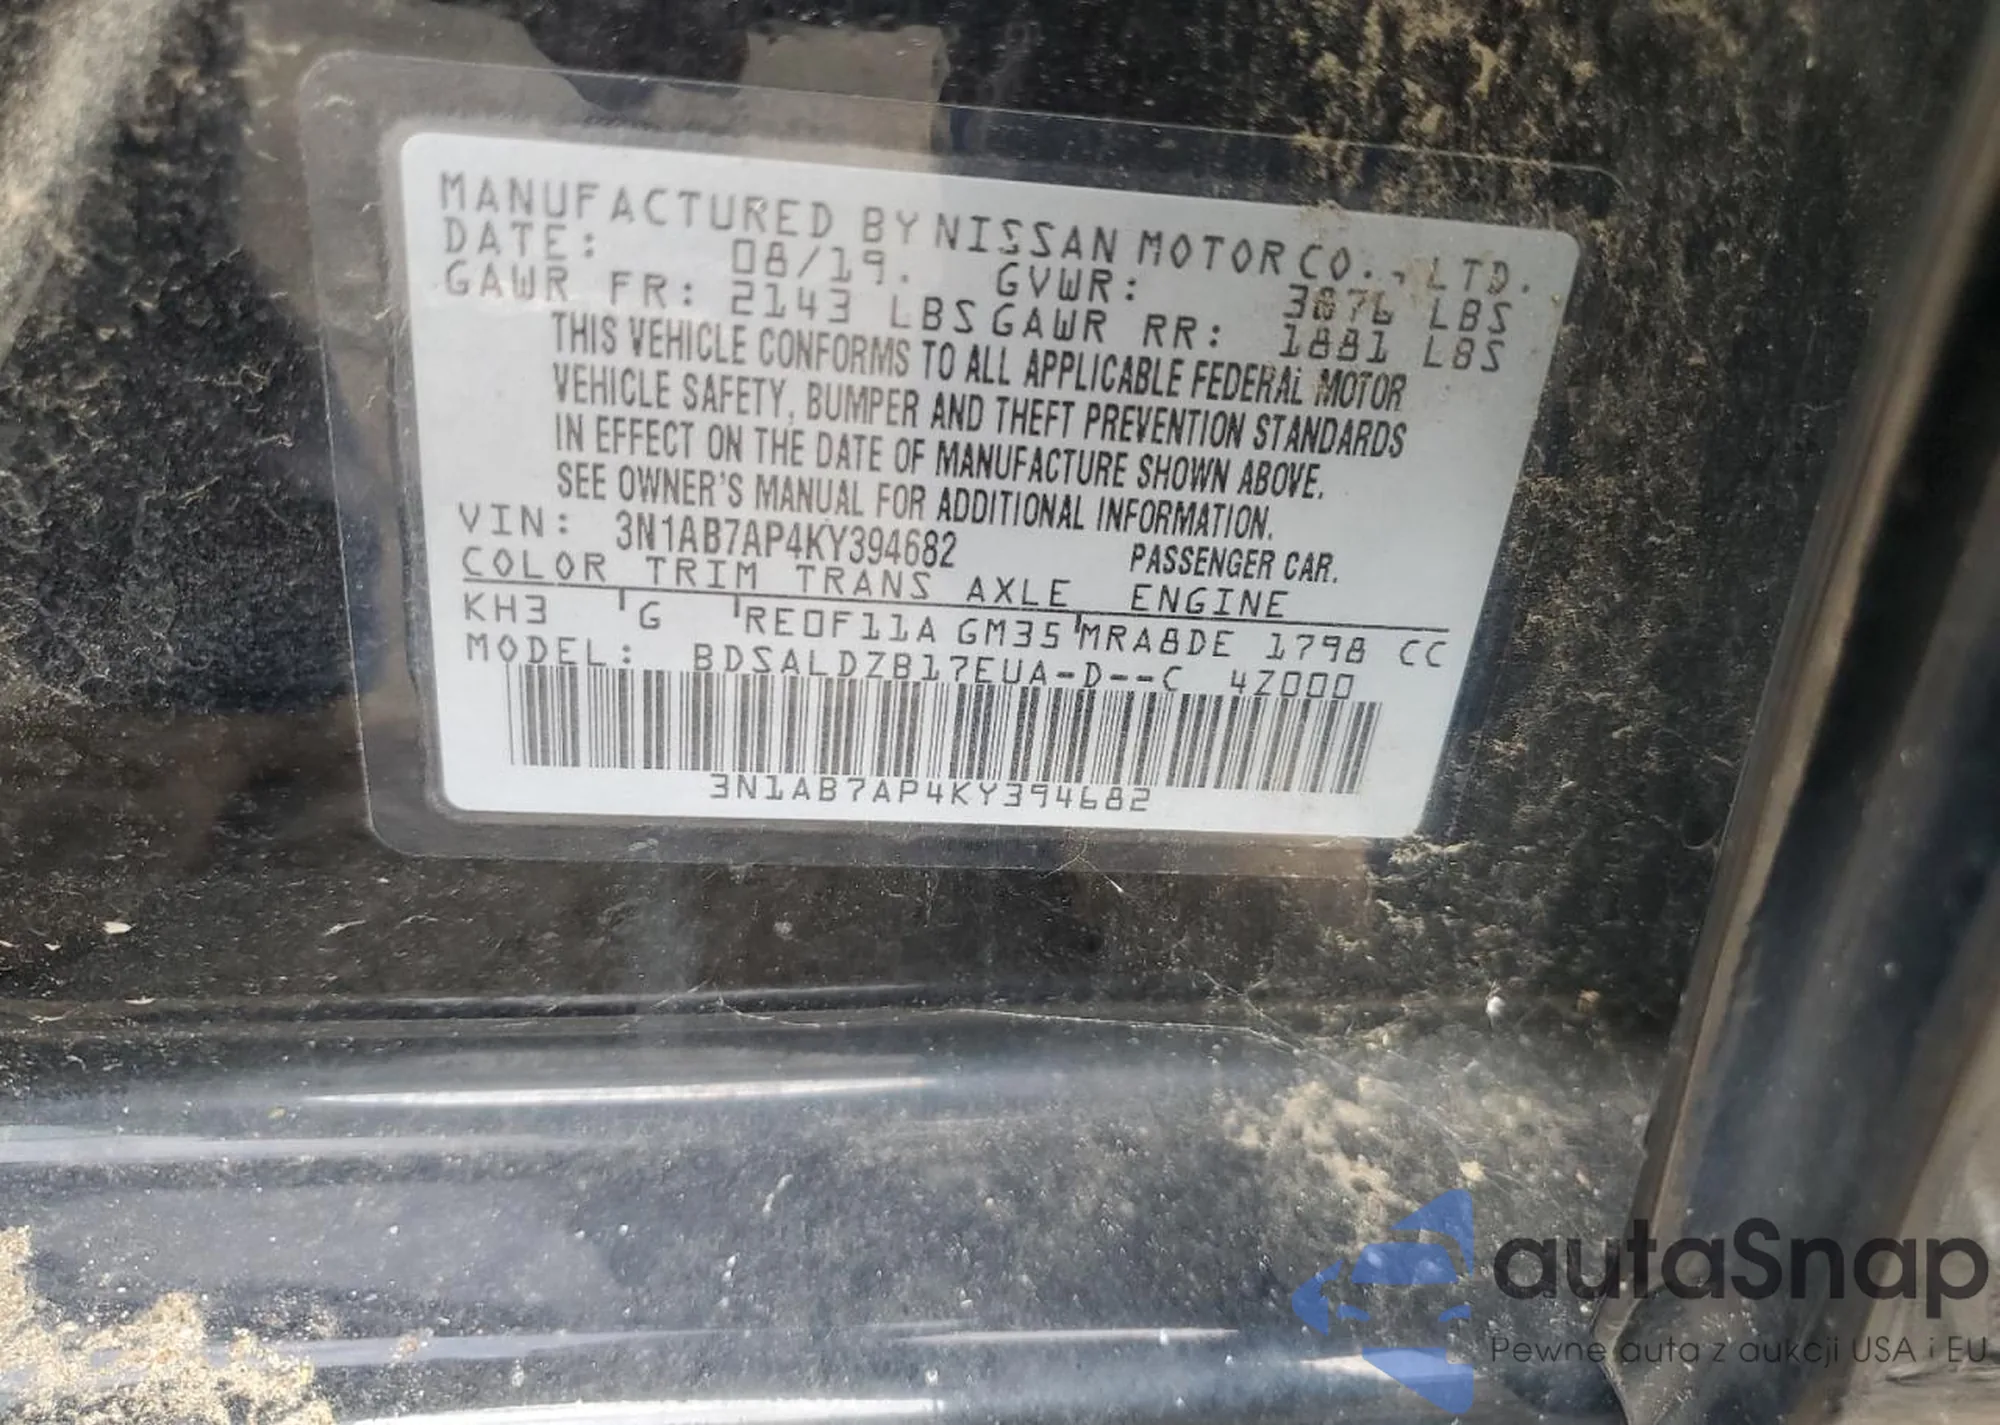 MANUFACTURED BY NISSAN MOTOR CO., LTD.
DATE: 08/19. GVWR: 3876 LBS
GAWR FR: 2143 LBS GAWR RR: 1881 LBS
THIS VEHICLE CONFORMS TO ALL APPLICABLE FEDERAL MOTOR
VEHICLE SAFETY, BUMPER AND THEFT PREVENTION STANDARDS
IN EFFECT ON THE DATE OF MANUFACTURE SHOWN ABOVE.
SEE OWNER'S MANUAL FOR ADDITIONAL INFORMATION.
VIN: 3N1AB7AP4KY394682 PASSENGER CAR.
COLOR TRIM TRANS AXLE ENGINE
KH3 G RE0F11A GM35 MRA8DE 1798 CC
MODEL: BDSALDZB17EUA-D--C 4Z000
3N1AB7AP4KY394682
autaSnap
Pewne auta z aukcji USA i EU